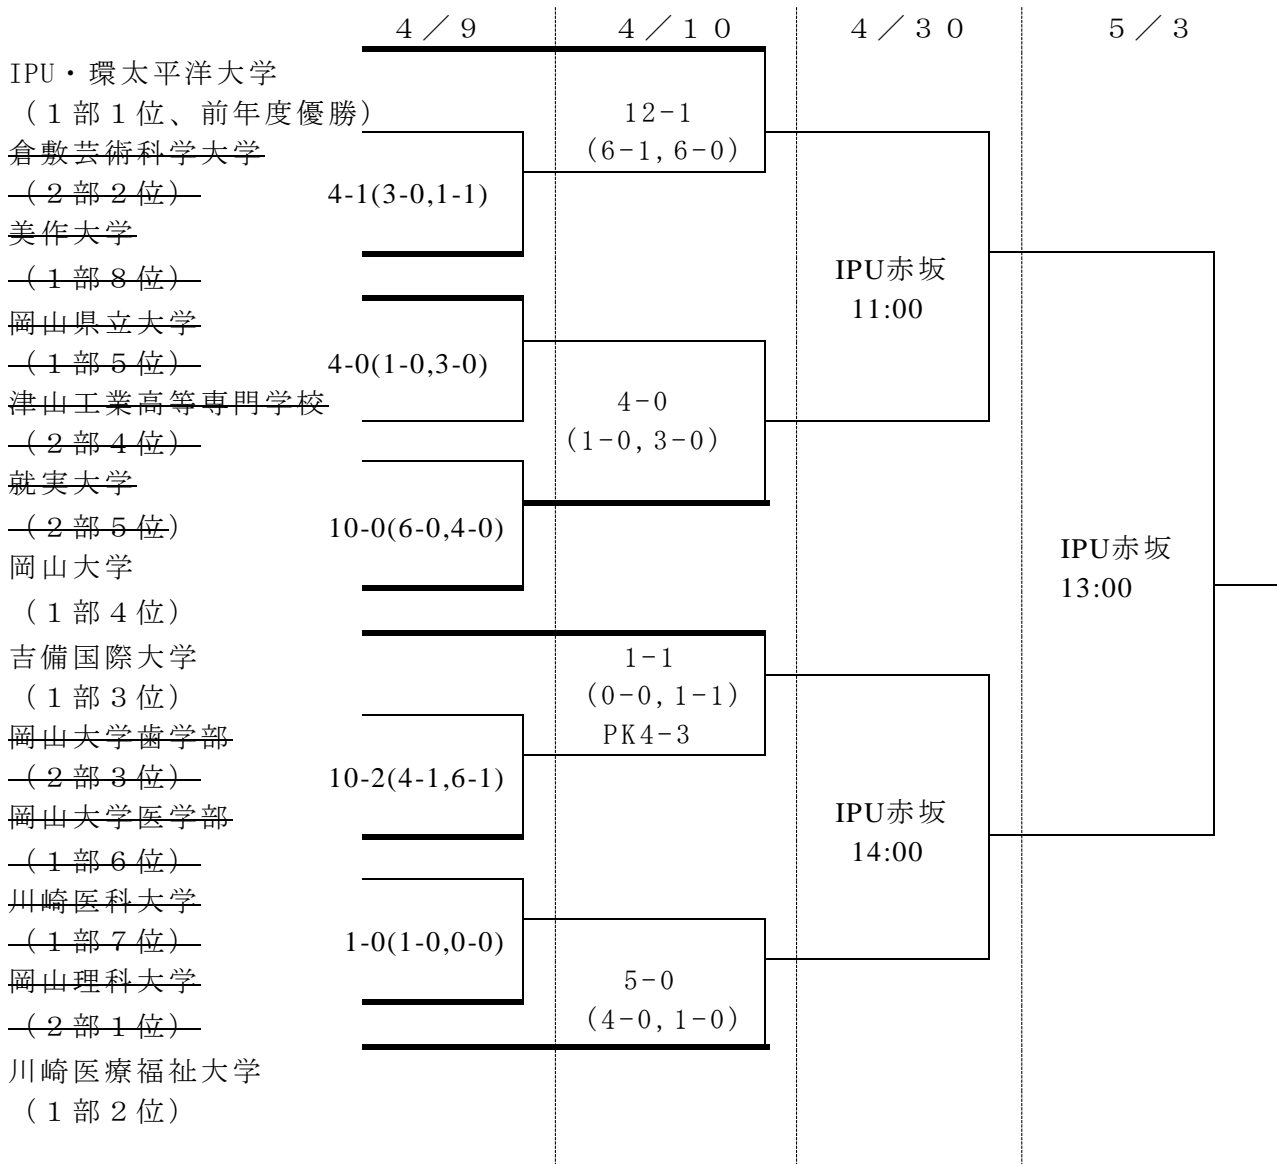 ４／９ ４／１０ ４／３０ ５／３
IPU・環太平洋大学
（１部１位、前年度優勝）
倉敷芸術科学大学
（２部２位）
美作大学
（１部８位）
岡山県立大学
（１部５位）
津山工業高等専門学校
（２部４位）
就実大学
（２部５位）
岡山大学
（１部４位）
吉備国際大学
（１部３位）
岡山大学歯学部
（２部３位）
岡山大学医学部
（１部６位）
川崎医科大学
（１部７位）
岡山理科大学
（２部１位）
川崎医療福祉大学
（１部２位）
4-1(3-0,1-1)
4-0(1-0,3-0)
10-0(6-0,4-0)
10-2(4-1,6-1)
1-0(1-0,0-0)
12-1
(6-1,6-0)
4-0
(1-0,3-0)
1-1
(0-0,1-1)
PK4-3
5-0
(4-0,1-0)
IPU赤坂
11:00
IPU赤坂
14:00
IPU赤坂
13:00